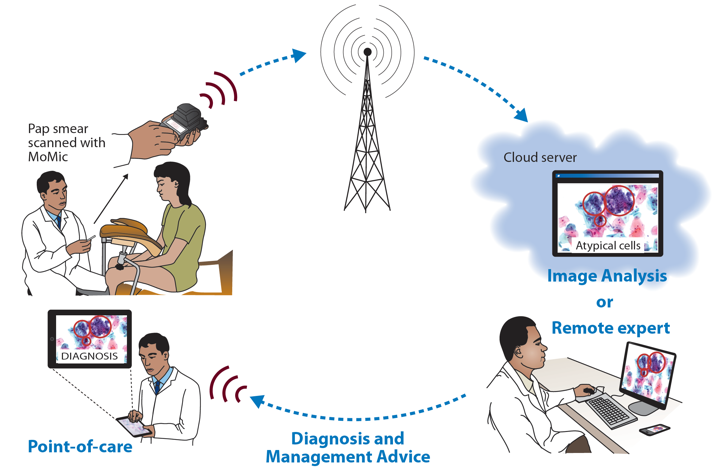 Pap smear
scanned with
MoMic
Cloud server
Atypical cells
Image Analysis
or
Remote expert
DIAGNOSIS
Point-of-care
Diagnosis and
Management Advice